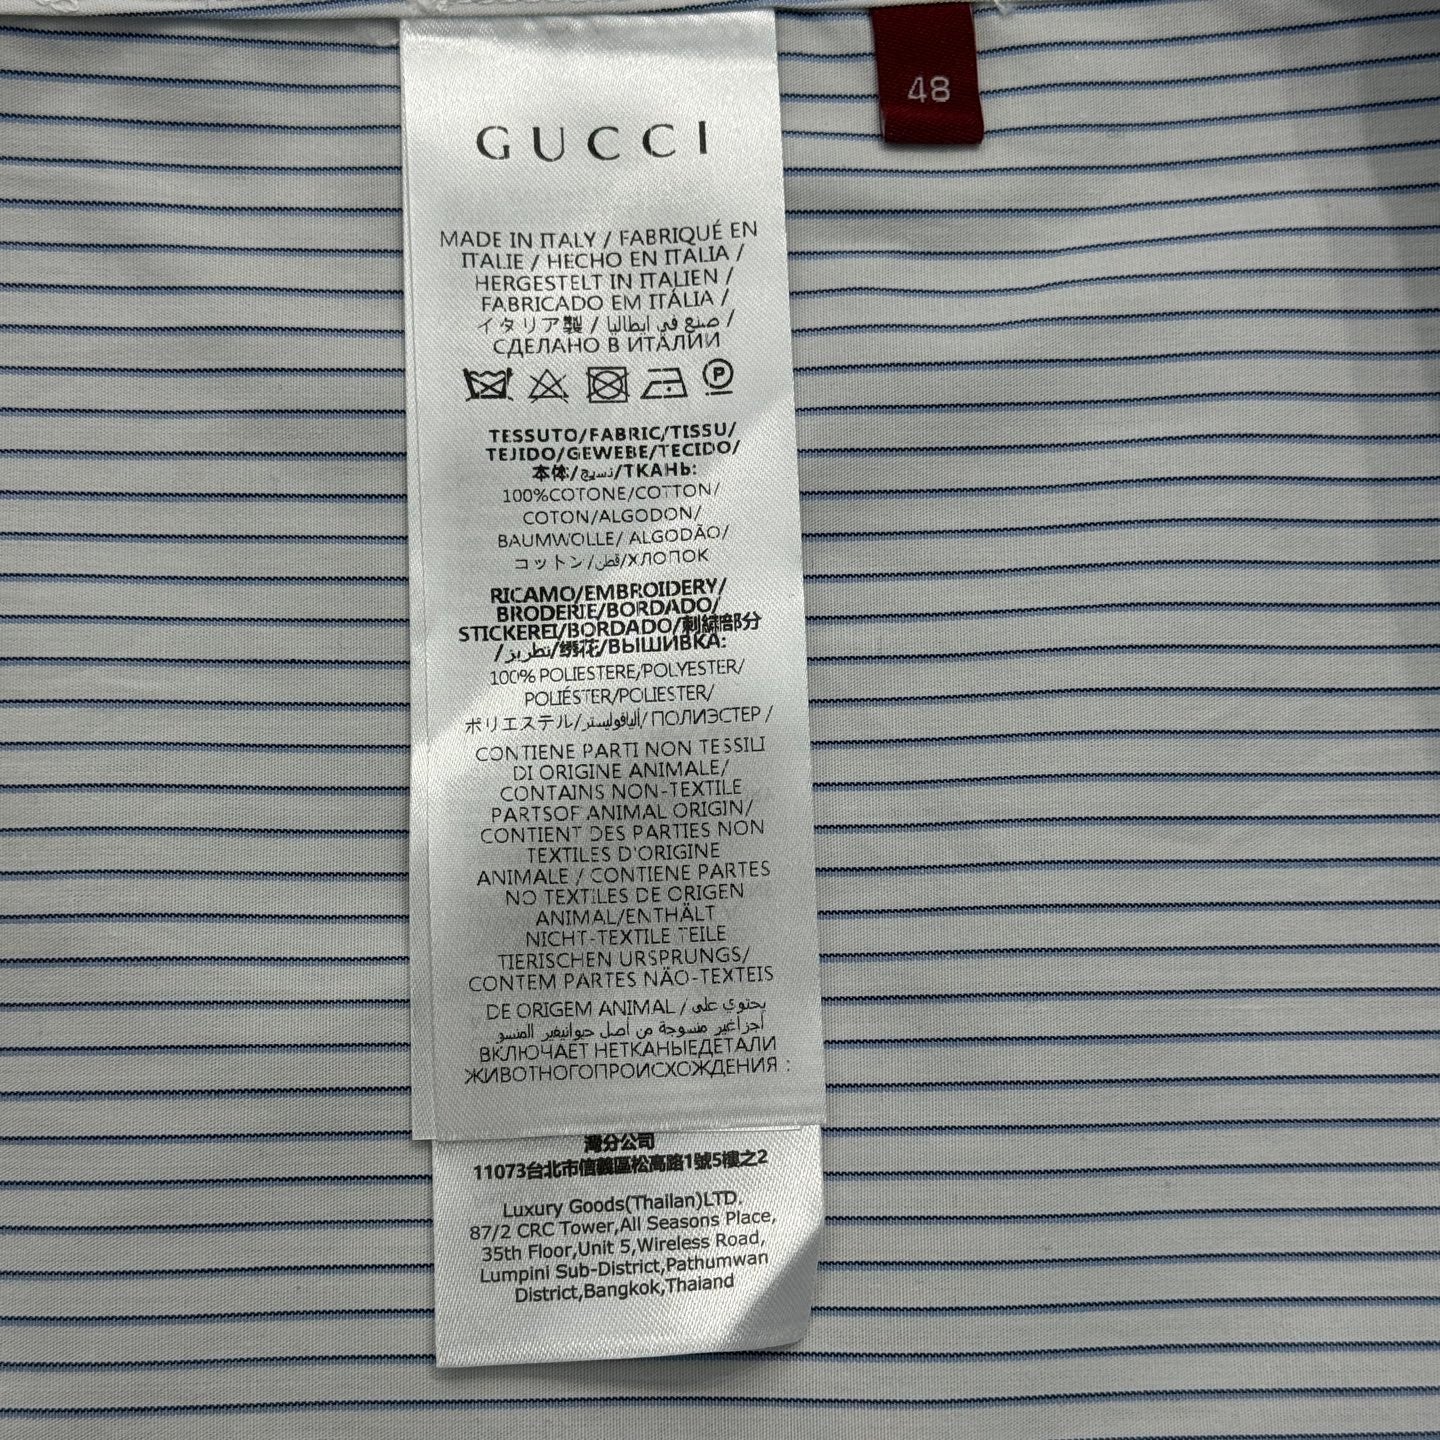 48
GUCCI
MADE IN ITALY / FABRIQUÉ EN
ITALIE / HECHO EN ITALIA /
HERGESTELT IN ITALIEN /
FABRICADO EM ITÁLIA /
イタリア製 / صنع في ايطاليا /
СДЕЛАНО В ИТАЛИИ
P
TESSUTO/FABRIC/TISSU/
TEJIDO/GEWEBE/TECIDO/
本体/نسيج/ТКАНЬ:
100%COTONE/COTTON/
COTON/ALGODON/
BAUMWOLLE/ ALGODÃO/
コットン/قطن/ХЛОПОК
RICAMO/EMBROIDERY/
BRODERIE/BORDADO/
STICKEREI/BORDADO/刺繍部分
/تطريز/绣花/ВЫШИВКА:
100% POLIESTERE/POLYESTER/
POLIÉSTER/POLIESTER/
ポリエステル/أليافوليستر/ПОЛИЭСТЕР /
CONTIENE PARTI NON TESSILI
DI ORIGINE ANIMALE/
CONTAINS NON-TEXTILE
PARTSOF ANIMAL ORIGIN/
CONTIENT DES PARTIES NON
TEXTILES D'ORIGINE
ANIMALE / CONTIENE PARTES
NO TEXTILES DE ORIGEN
ANIMAL/ENTHÄLT
NICHT-TEXTILE TEILE
TIERISCHEN URSPRUNGS/
CONTEM PARTES NÃO-TEXTEIS
DE ORIGEM ANIMAL / يحتوي على
أجزاغير منسوجة من أصل حيوانيغير المنسو
ВКЛЮЧАЕТ НЕТКАНЫЕДЕТАЛИ
ЖИВОТНОГОПРОИСХОЖДЕНИЯ :
灣分公司
11073台北市信義區松高路1號5樓之2
Luxury Goods(Thailan)LTD.
87/2 CRC Tower,All Seasons Place,
35th Floor,Unit 5,Wireless Road,
Lumpini Sub-District,Pathumwan
District,Bangkok,Thaiand